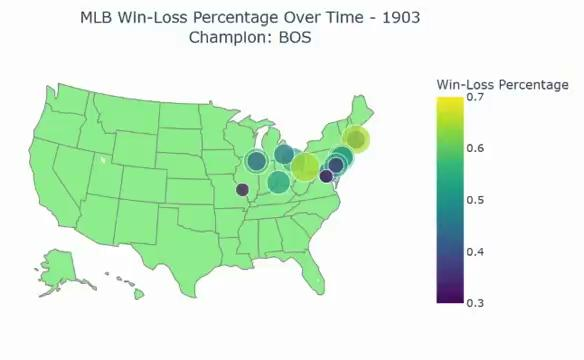 MLB Win-Loss Percentage Over Time - 1903
Champion: BOS
Win-Loss Percentage
0.7
0.6
0.5
0.4
0.3